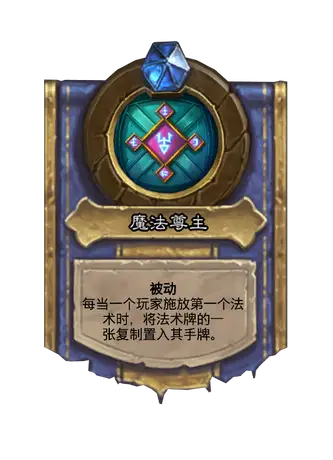 魔法尊主
被动
每当一个玩家施放第一个法
术时，将法术牌的一
张复制置入其手牌。